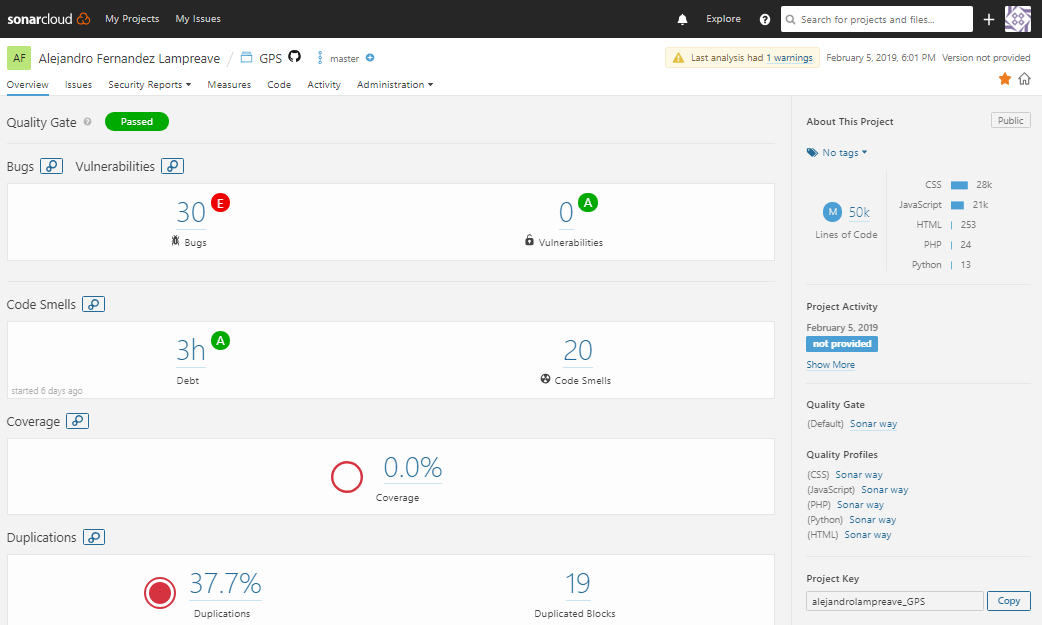 sonarcloud My Projects My Issues Explore ? Search for projects and files...
AF Alejandro Fernandez Lampreave / GPS master Last analysis had 1 warnings February 5, 2019, 6:01 PM Version not provided
Overview Issues Security Reports Measures Code Activity Administration
Quality Gate ? Passed
Bugs Vulnerabilities
30 E
Bugs
0 A
Vulnerabilities
Code Smells
3h A
Debt
20
Code Smells
started 6 days ago
Coverage
0.0%
Coverage
Duplications
37.7%
Duplications
19
Duplicated Blocks
About This Project Public
No tags
M 50k
Lines of Code
CSS 28k
JavaScript 21k
HTML 253
PHP 24
Python 13
Project Activity
February 5, 2019
not provided
Show More
Quality Gate
(Default) Sonar way
Quality Profiles
(CSS) Sonar way
(JavaScript) Sonar way
(PHP) Sonar way
(Python) Sonar way
(HTML) Sonar way
Project Key
alejandrolampreave_GPS Copy